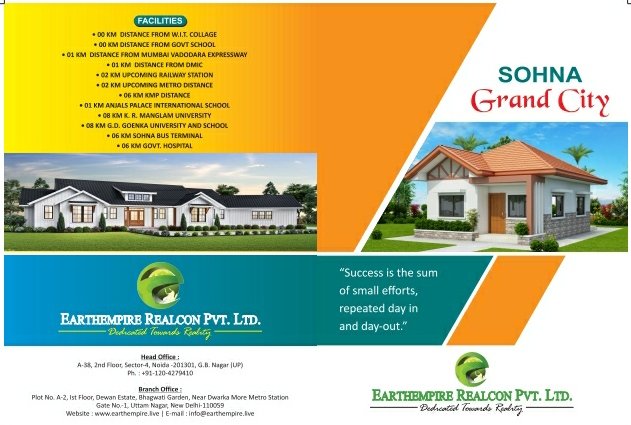 FACILITIES
• 00 KM DISTANCE FROM W.I.T. COLLAGE
• 00 KM DISTANCE FROM GOVT SCHOOL
• 01 KM DISTANCE FROM MUMBAI VADODARA EXPRESSWAY
• 01 KM DISTANCE FROM DMIC
• 02 KM UPCOMING RAILWAY STATION
• 02 KM UPCOMING METRO DISTANCE
• 06 KM KMP DISTANCE
• 01 KM ANJALS PALACE INTERNATIONAL SCHOOL
• 08 KM K. R. MANGLAM UNIVERSITY
• 08 KM G.D. GOENKA UNIVERSITY AND SCHOOL
• 06 KM SOHNA BUS TERMINAL
• 06 KM GOVT. HOSPITAL
EARTHEMPIRE REALCON PVT. LTD.
Dedicated Towards Reality
Head Office :
A-38, 2nd Floor, Sector-4, Noida -201301, G.B. Nagar (UP)
Ph. : +91-120-4279410
Branch Office :
Plot No. A-2, Ist Floor, Dewan Estate, Bhagwati Garden, Near Dwarka More Metro Station
Gate No.-1, Uttam Nagar, New Delhi-110059
Website : www.earthempire.live | E-mail : info@earthempire.live
SOHNA
Grand City
“Success is the sum
of small efforts,
repeated day in
and day-out.”
EARTHEMPIRE REALCON PVT. LTD.
Dedicated Towards Reality